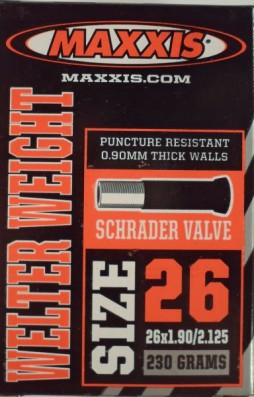 MAXXIS
MAXXIS.COM
WELTER WEIGHT
PUNCTURE RESISTANT
0.90MM THICK WALLS
SCHRADER VALVE
SIZE
26
26x1.90/2.125
230 GRAMS